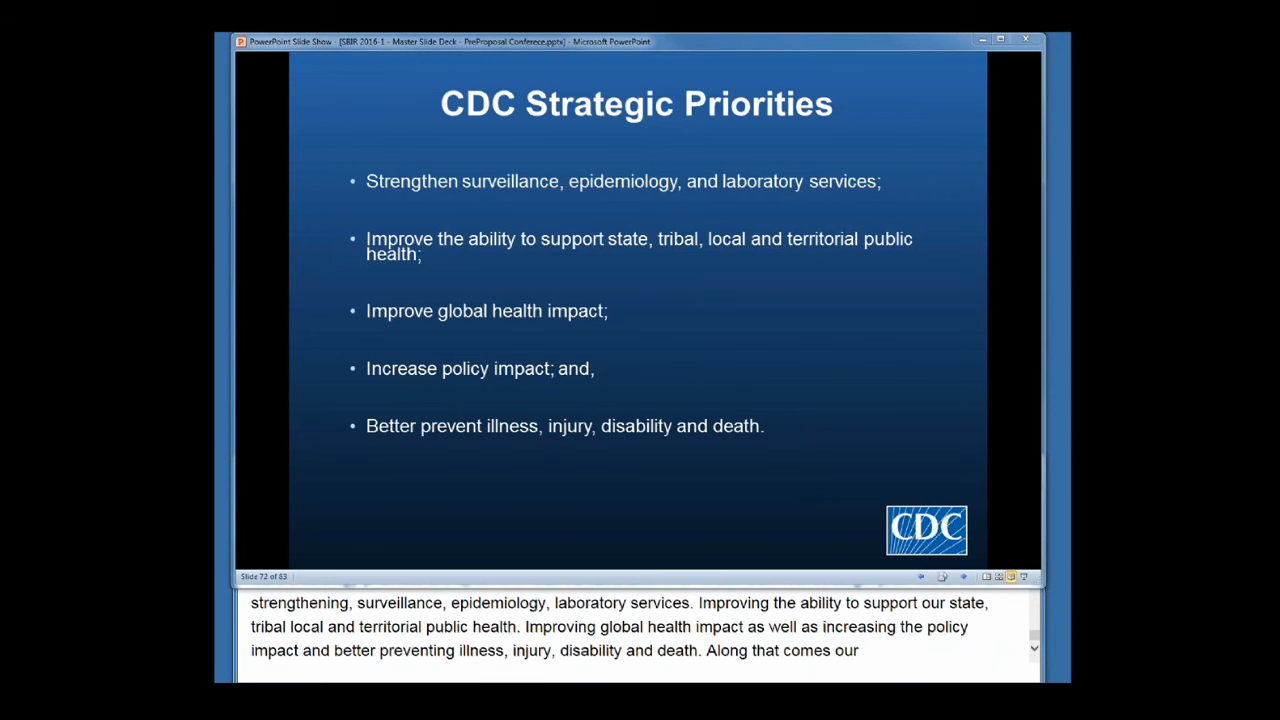 PowerPoint Slide Show - [SBIR 2016-1 - Master Slide Deck - PreProposal Conferece.pptx] - Microsoft PowerPoint
CDC Strategic Priorities
• Strengthen surveillance, epidemiology, and laboratory services;
• Improve the ability to support state, tribal, local and territorial public
health;
• Improve global health impact;
• Increase policy impact; and,
• Better prevent illness, injury, disability and death.
CDC
Slide 72 of 83
strengthening, surveillance, epidemiology, laboratory services. Improving the ability to support our state,
tribal local and territorial public health. Improving global health impact as well as increasing the policy
impact and better preventing illness, injury, disability and death. Along that comes our